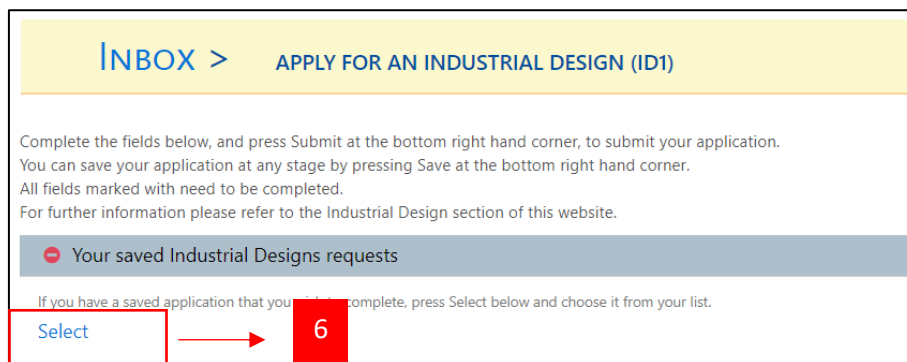 INBOX > APPLY FOR AN INDUSTRIAL DESIGN (ID1)
Complete the fields below, and press Submit at the bottom right hand corner, to submit your application.
You can save your application at any stage by pressing Save at the bottom right hand corner.
All fields marked with need to be completed.
For further information please refer to the Industrial Design section of this website.
Your saved Industrial Designs requests
If you have a saved application that you complete, press Select below and choose it from your list.
Select
6